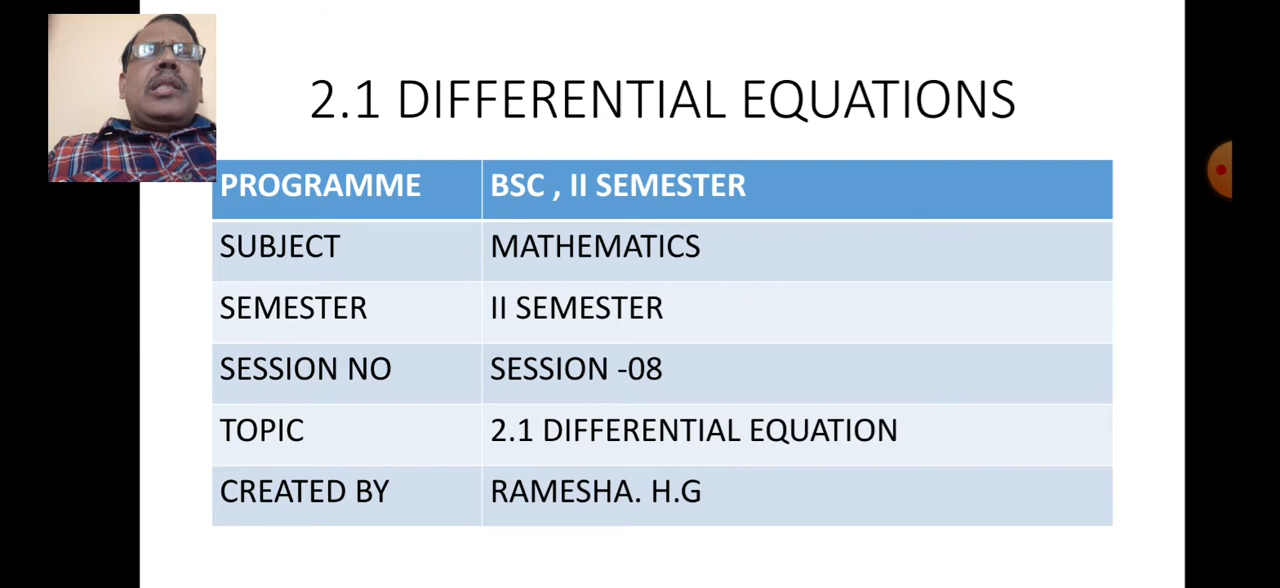 2.1 DIFFERENTIAL EQUATIONS
PROGRAMME BSC , II SEMESTER
SUBJECT MATHEMATICS
SEMESTER II SEMESTER
SESSION NO SESSION -08
TOPIC 2.1 DIFFERENTIAL EQUATION
CREATED BY RAMESHA. H.G